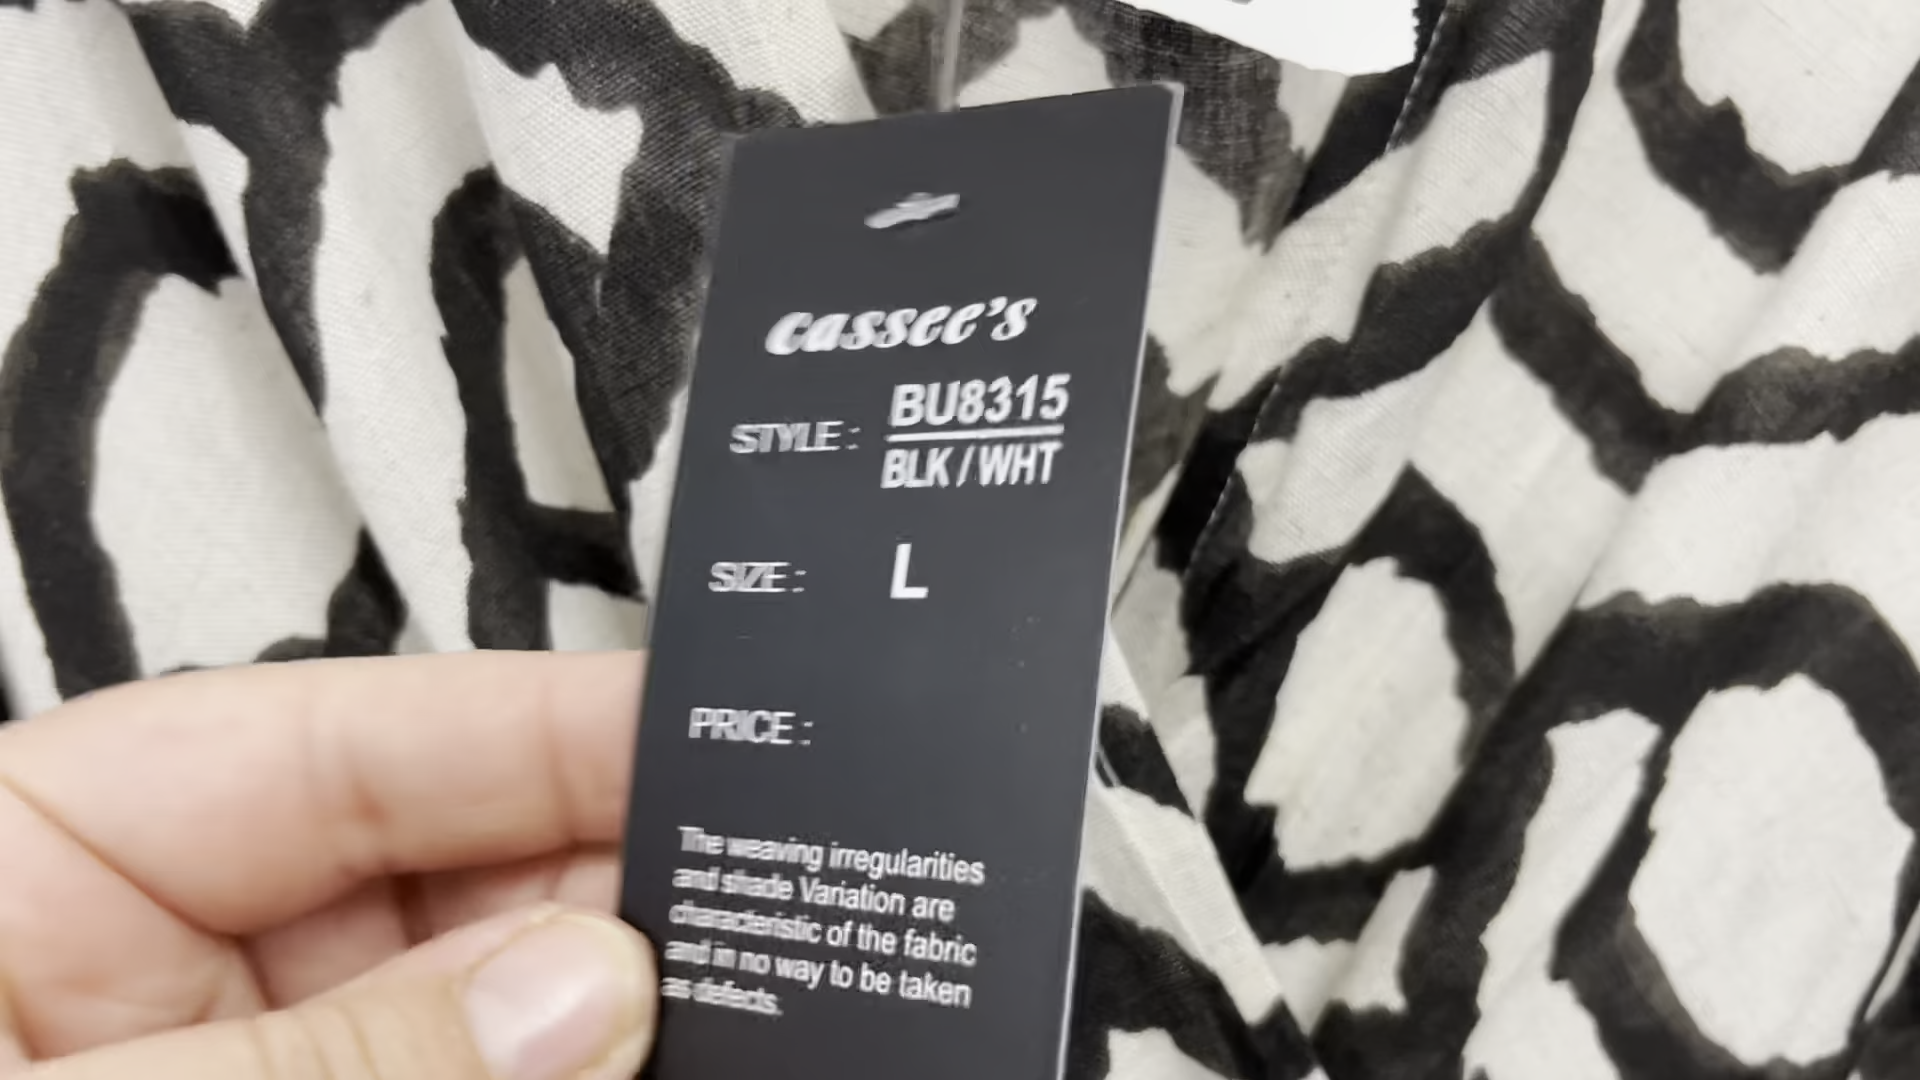 cassee's
STYLE: BU8315
BLK/WHT
SIZE: L
PRICE:
The weaving irregularities
and shade Variation are
characteristic of the fabric
and in no way to be taken
as defects.